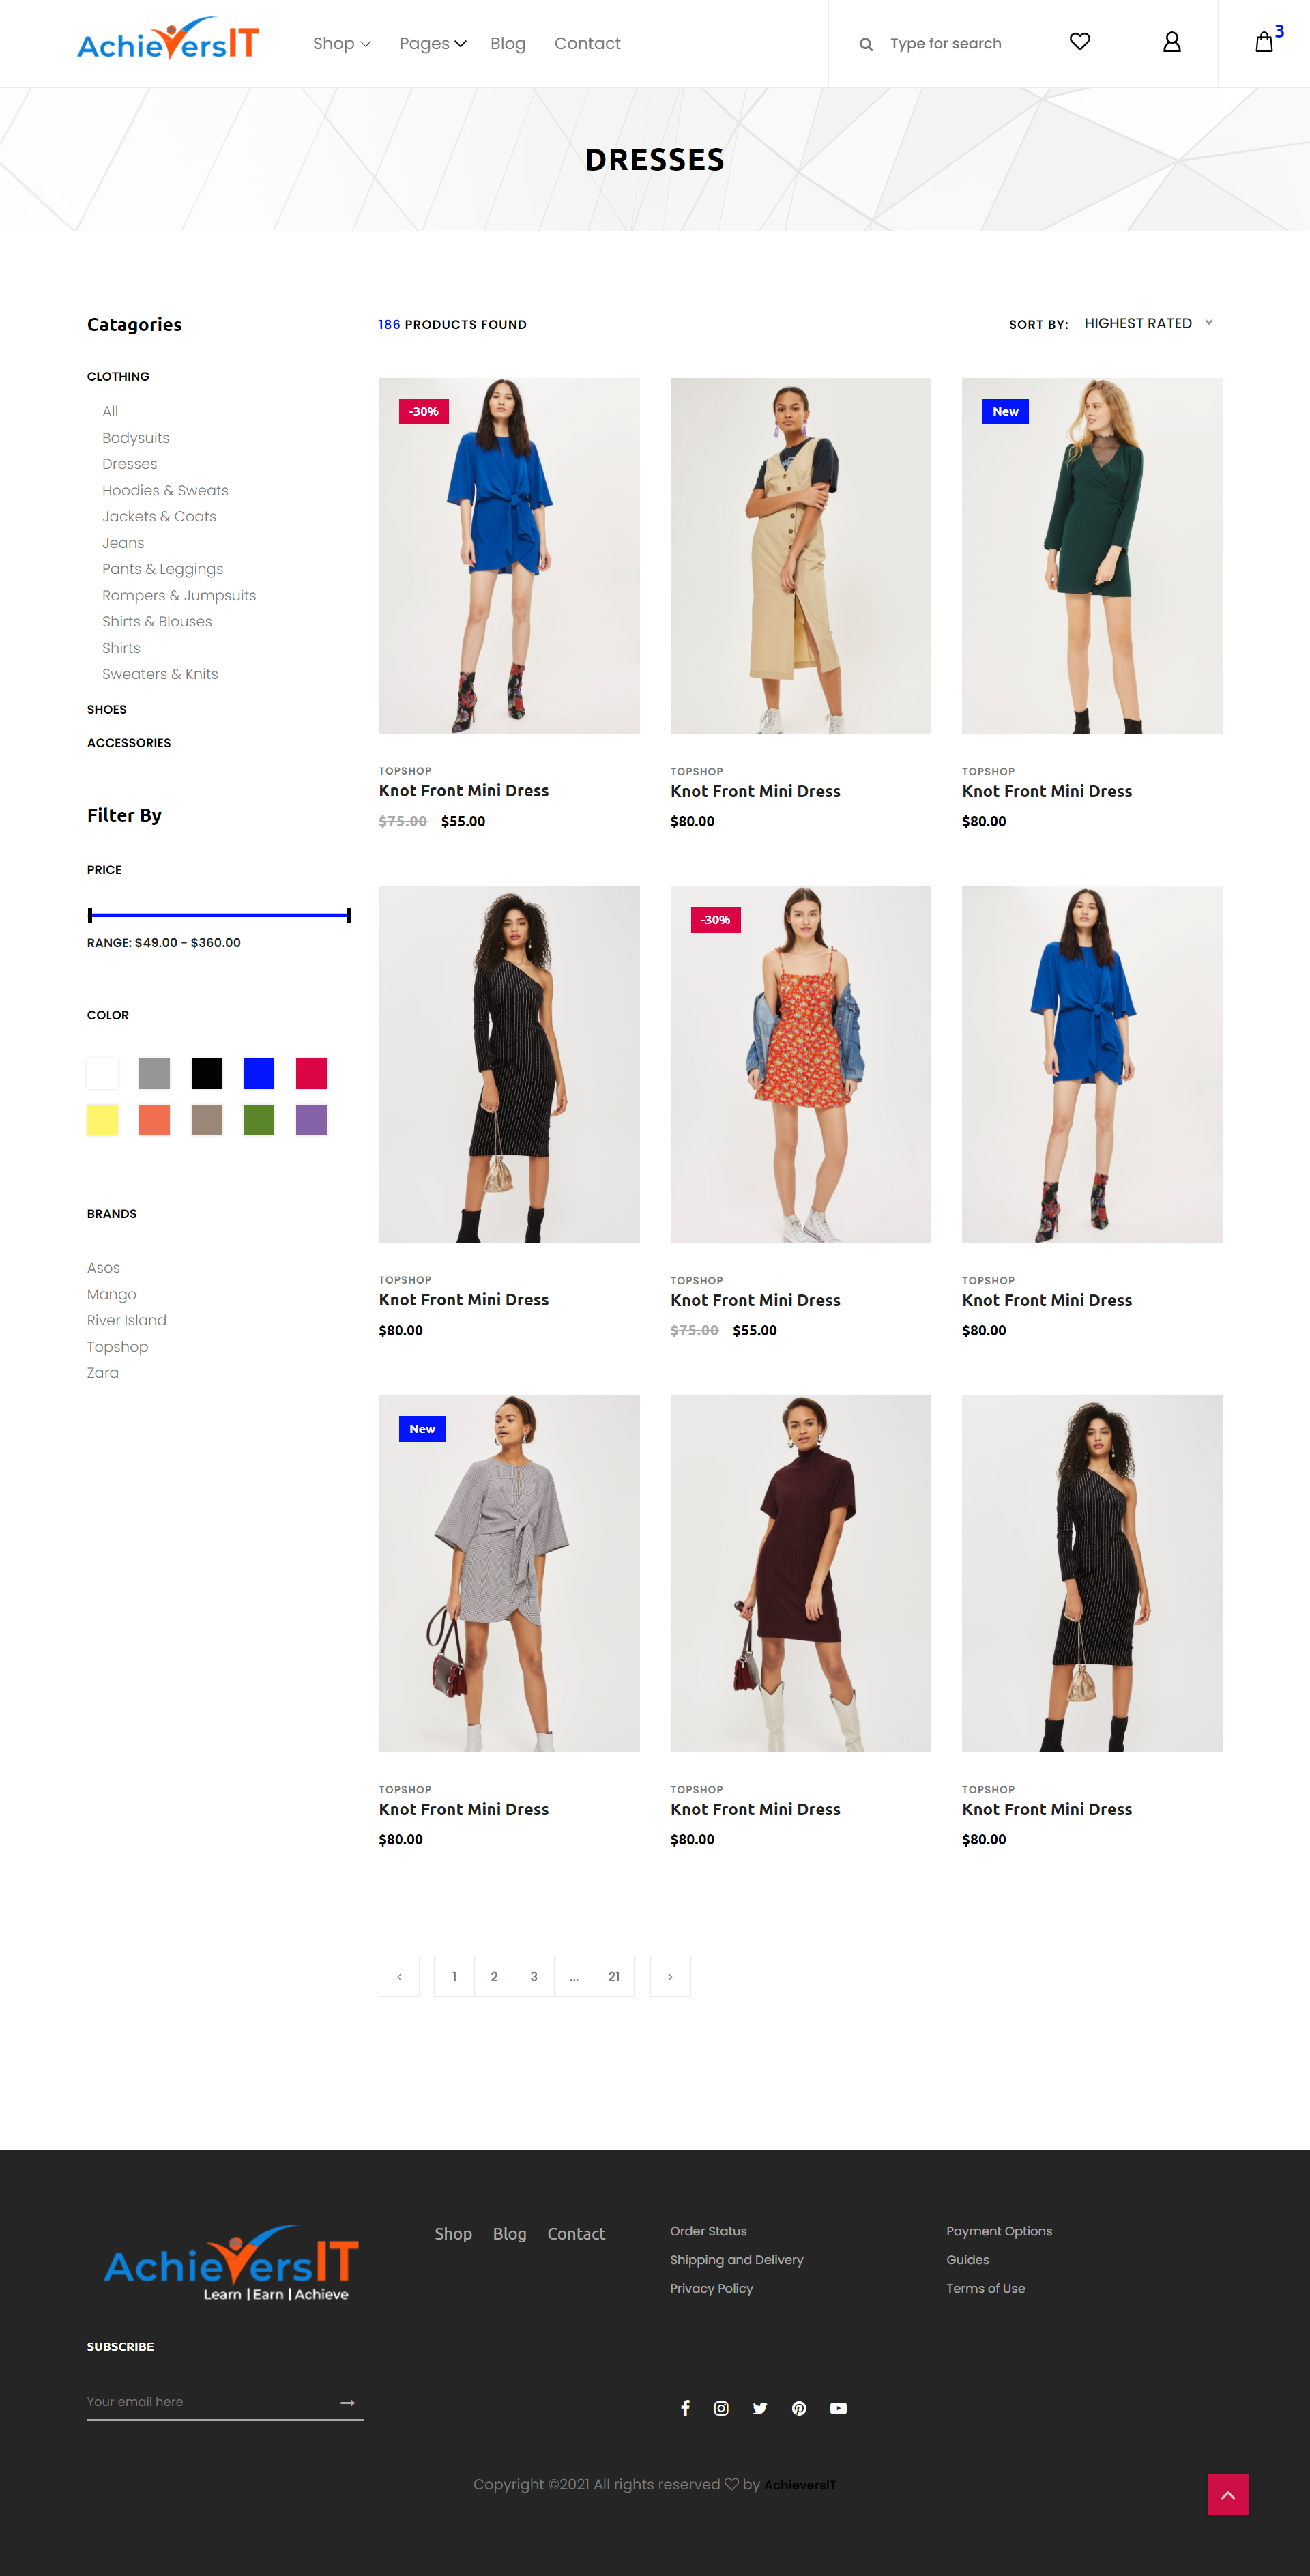 AchieversIT
Shop
Pages
Blog
Contact
Type for search
3
DRESSES
Catagories
CLOTHING
All
Bodysuits
Dresses
Hoodies & Sweats
Jackets & Coats
Jeans
Pants & Leggings
Rompers & Jumpsuits
Shirts & Blouses
Shirts
Sweaters & Knits
SHOES
ACCESSORIES
Filter By
PRICE
RANGE: $49.00 - $360.00
COLOR
BRANDS
Asos
Mango
River Island
Topshop
Zara
186 PRODUCTS FOUND
SORT BY: HIGHEST RATED
-30%
TOPSHOP
Knot Front Mini Dress
$75.00 $55.00
TOPSHOP
Knot Front Mini Dress
$80.00
New
TOPSHOP
Knot Front Mini Dress
$80.00
TOPSHOP
Knot Front Mini Dress
$80.00
-30%
TOPSHOP
Knot Front Mini Dress
$75.00 $55.00
TOPSHOP
Knot Front Mini Dress
$80.00
New
TOPSHOP
Knot Front Mini Dress
$80.00
TOPSHOP
Knot Front Mini Dress
$80.00
TOPSHOP
Knot Front Mini Dress
$80.00
1 2 3 ... 21
AchieversIT
Learn | Earn | Achieve
Shop Blog Contact
Order Status
Shipping and Delivery
Privacy Policy
Payment Options
Guides
Terms of Use
SUBSCRIBE
Your email here
Copyright ©2021 All rights reserved ♡ by AchieversIT